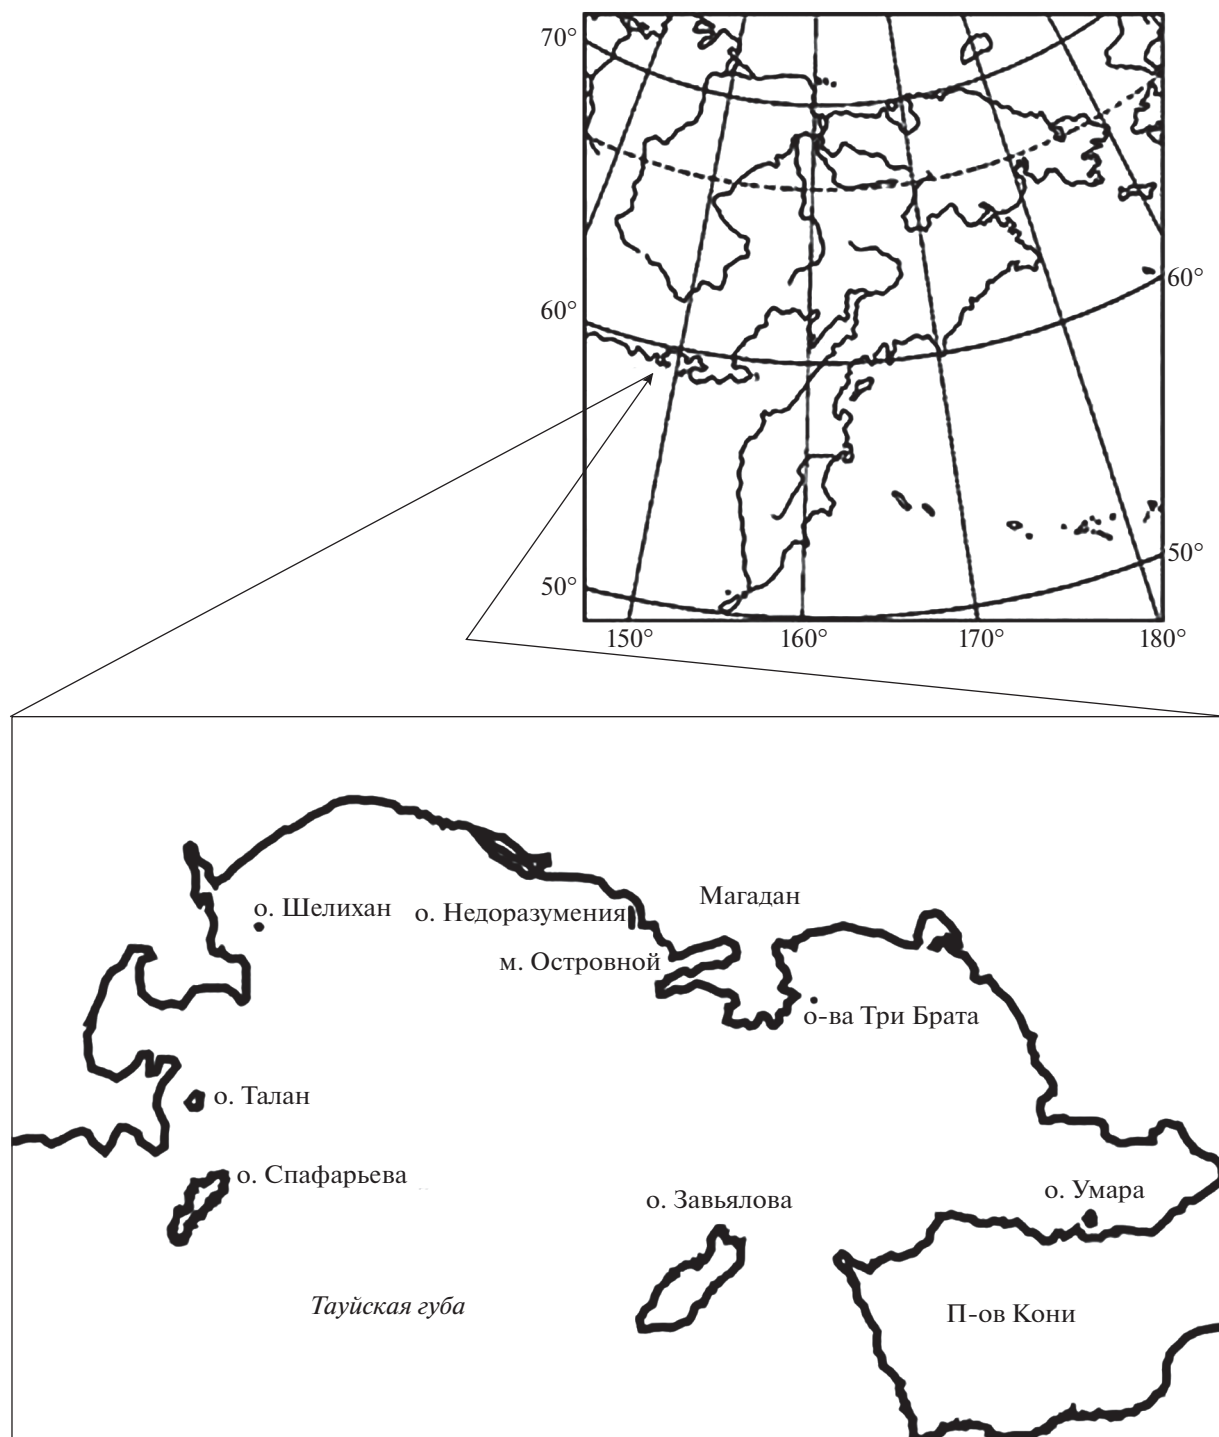 70°
60°
60°
50°
50°
150°
160°
170°
180°
Магадан
о. Шелихан
о. Недоразумения
м. Островной
о-ва Три Брата
о. Талан
о. Спафарьева
о. Умара
о. Завьялова
Тауйская губа
П-ов Кони